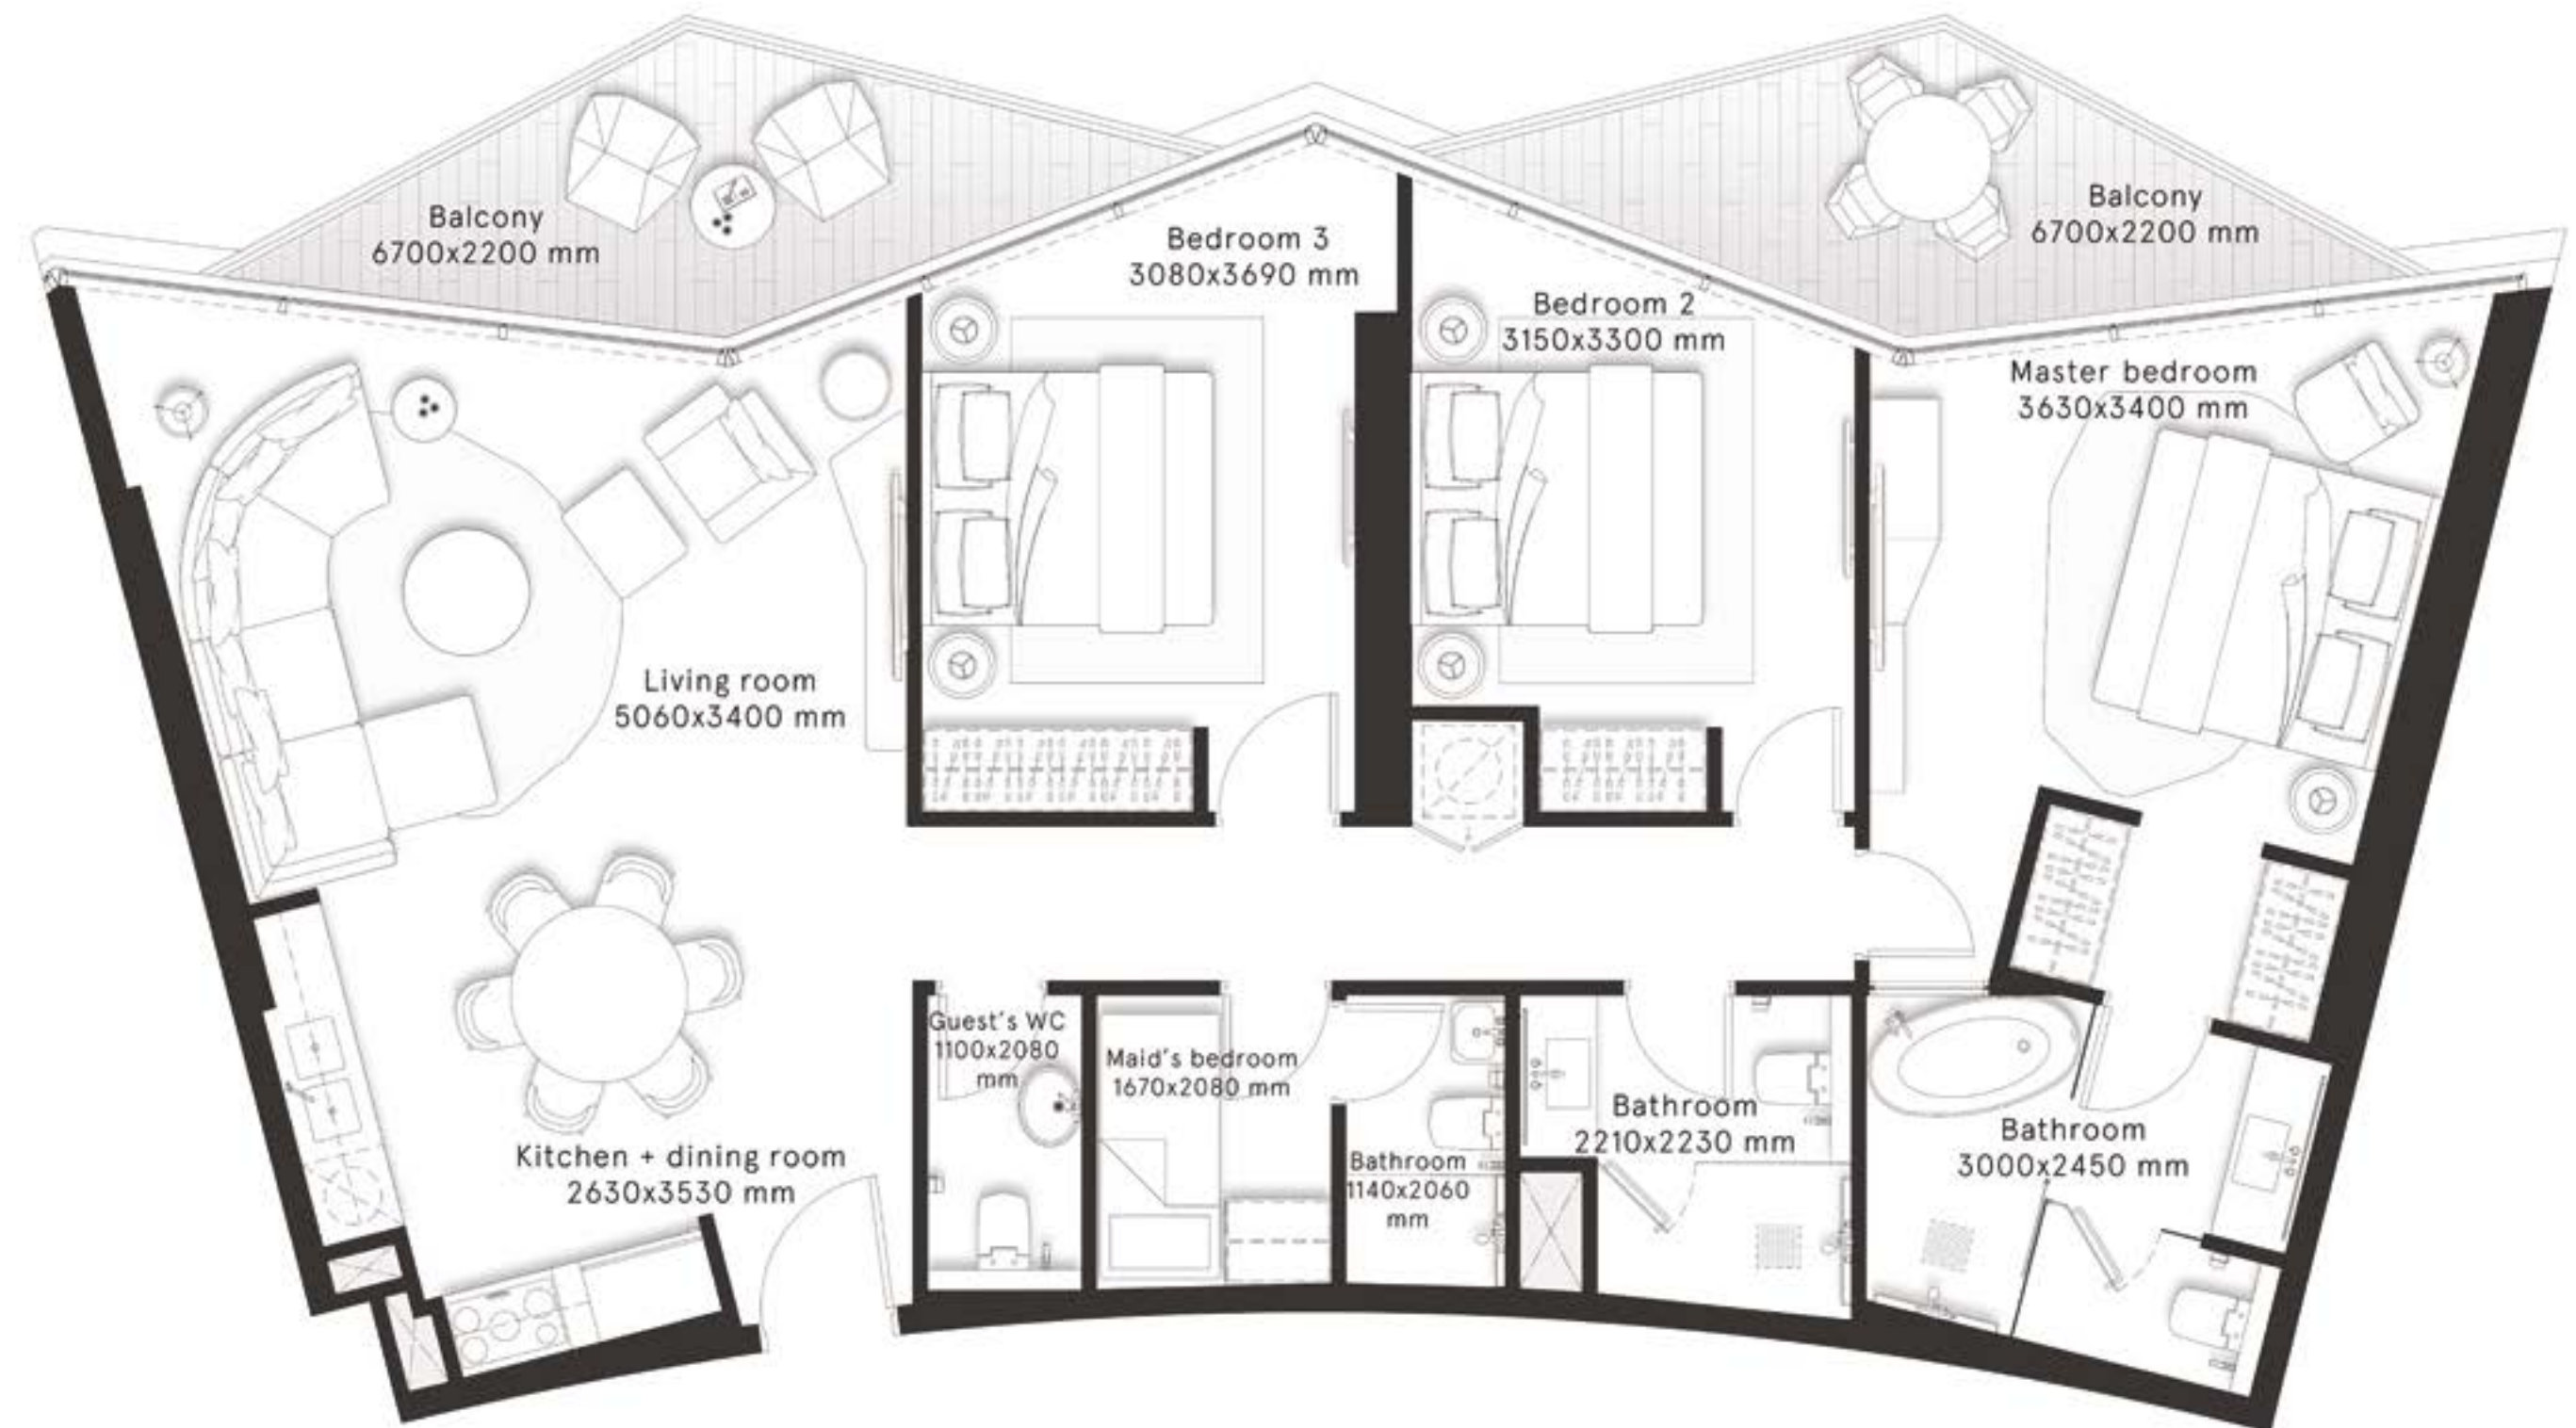 Balcony
6700x2200 mm
Balcony
6700x2200 mm
Bedroom 3
3080x3690 mm
Bedroom 2
3150x3300 mm
Master bedroom
3630x3400 mm
Living room
5060x3400 mm
Guest's WC
1100x2080
mm
Maid's bedroom
1670x2080 mm
Kitchen + dining room
2630x3530 mm
Bathroom
1140x2060
mm
Bathroom
2210x2230 mm
Bathroom
3000x2450 mm